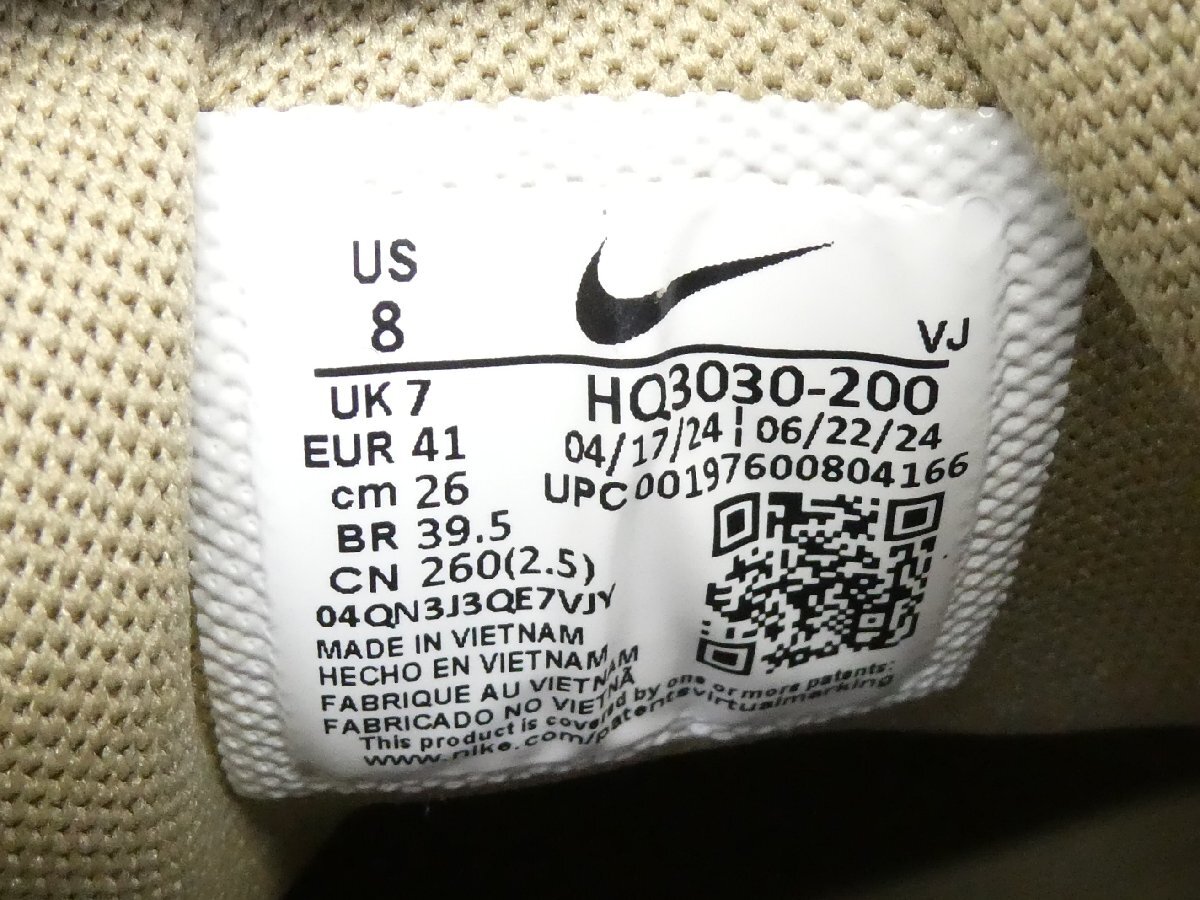 US
8
VJ
UK 7
HQ3030-200
EUR 41
04/17/24 | 06/22/24
cm 26
UPC 00197600804166
BR 39.5
CN 260(2.5)
04QN3J3QE7VJY
MADE IN VIETNAM
HECHO EN VIETNAM
FABRIQUE AU VIETNAM
FABRICADO NO VIETNÃ
This product is covered by one or more patents:
www.nike.com/patentsvirtualmarking